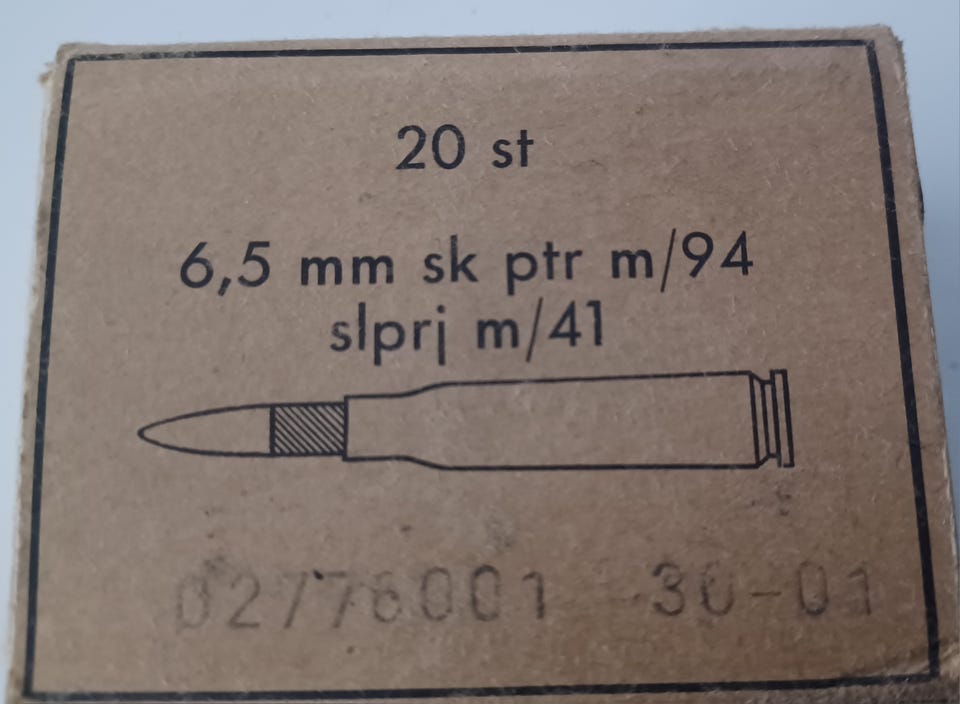 20 st
6,5 mm sk ptr m/94
slprj m/41
02776001 -30-01